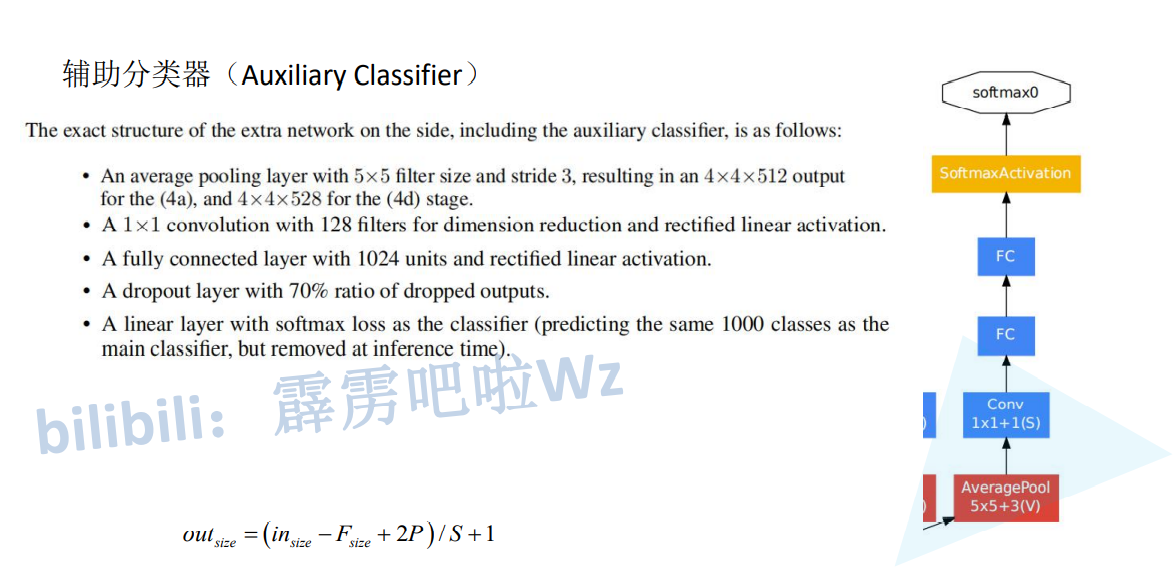 辅助分类器（Auxiliary Classifier）
The exact structure of the extra network on the side, including the auxiliary classifier, is as follows:
• An average pooling layer with 5×5 filter size and stride 3, resulting in an 4×4×512 output
for the (4a), and 4×4×528 for the (4d) stage.
• A 1×1 convolution with 128 filters for dimension reduction and rectified linear activation.
• A fully connected layer with 1024 units and rectified linear activation.
• A dropout layer with 70% ratio of dropped outputs.
• A linear layer with softmax loss as the classifier (predicting the same 1000 classes as the
main classifier, but removed at inference time).
bilibili：霹雳吧啦Wz
out_size = (in_size − F_size + 2P)/S + 1
softmax0
SoftmaxActivation
FC
FC
Conv
1x1+1(S)
)
AveragePool
5x5+3(V)
)